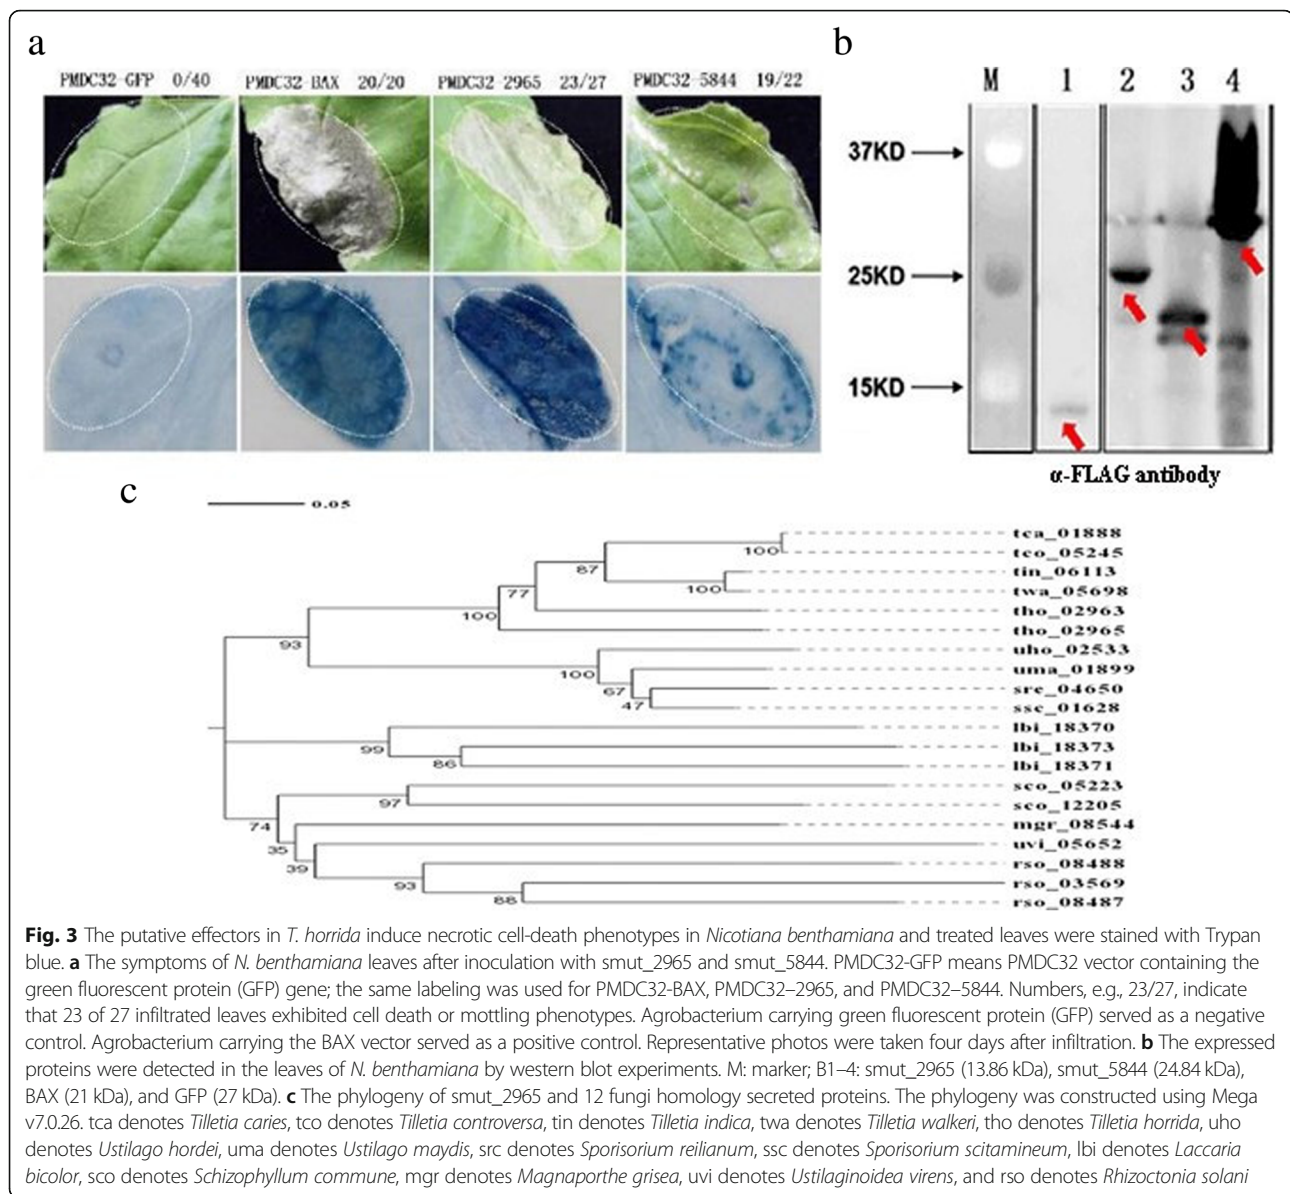 a
PMDC32-GFP 0/40
PMDC32-BAX 20/20
PMDC32-2965 23/27
PMDC32-5844 19/22
b
M 1 2 3 4
37KD
25KD
15KD
α-FLAG antibody
c
0.05
tca_01888
100
tco_05245
87
tin_06113
77
100
twa_05698
100
tho_02963
93
tho_02965
uho_02533
100
uma_01899
67
src_04650
47
ssc_01628
lbi_18370
99
lbi_18373
86
lbi_18371
sco_05223
97
sco_12205
74
mgr_08544
35
uvi_05652
39
rso_08488
93
rso_03569
88
rso_08487
Fig. 3 The putative effectors in T. horrida induce necrotic cell-death phenotypes in Nicotiana benthamiana and treated leaves were stained with Trypan
blue. a The symptoms of N. benthamiana leaves after inoculation with smut_2965 and smut_5844. PMDC32-GFP means PMDC32 vector containing the
green fluorescent protein (GFP) gene; the same labeling was used for PMDC32-BAX, PMDC32–2965, and PMDC32–5844. Numbers, e.g., 23/27, indicate
that 23 of 27 infiltrated leaves exhibited cell death or mottling phenotypes. Agrobacterium carrying green fluorescent protein (GFP) served as a negative
control. Agrobacterium carrying the BAX vector served as a positive control. Representative photos were taken four days after infiltration. b The expressed
proteins were detected in the leaves of N. benthamiana by western blot experiments. M: marker; B1–4: smut_2965 (13.86 kDa), smut_5844 (24.84 kDa),
BAX (21 kDa), and GFP (27 kDa). c The phylogeny of smut_2965 and 12 fungi homology secreted proteins. The phylogeny was constructed using Mega
v7.0.26. tca denotes Tilletia caries, tco denotes Tilletia controversa, tin denotes Tilletia indica, twa denotes Tilletia walkeri, tho denotes Tilletia horrida, uho
denotes Ustilago hordei, uma denotes Ustilago maydis, src denotes Sporisorium reilianum, ssc denotes Sporisorium scitamineum, lbi denotes Laccaria
bicolor, sco denotes Schizophyllum commune, mgr denotes Magnaporthe grisea, uvi denotes Ustilaginoidea virens, and rso denotes Rhizoctonia solani